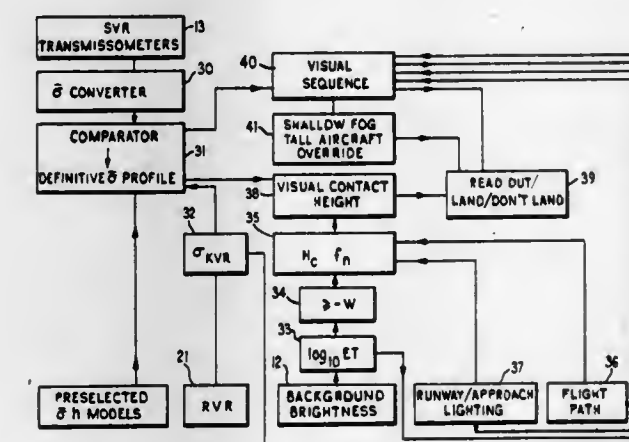 SVR
TRANSMISSOMETERS
13
30
σ̄ CONVERTER
COMPARATOR
DEFINITIVE σ̄ PROFILE
31
40
VISUAL
SEQUENCE
41
SHALLOW FOG
TALL AIRCRAFT
OVERRIDE
38
VISUAL CONTACT
HEIGHT
READ OUT/
LAND/DON'T LAND
39
32
σKVR
35
Hc fn
34
≥-W
33
log10 ET
21
RVR
PRESELECTED
σ̄ h MODELS
12
BACKGROUND
BRIGHTNESS
37
RUNWAY/APPROACH
LIGHTING
36
FLIGHT
PATH